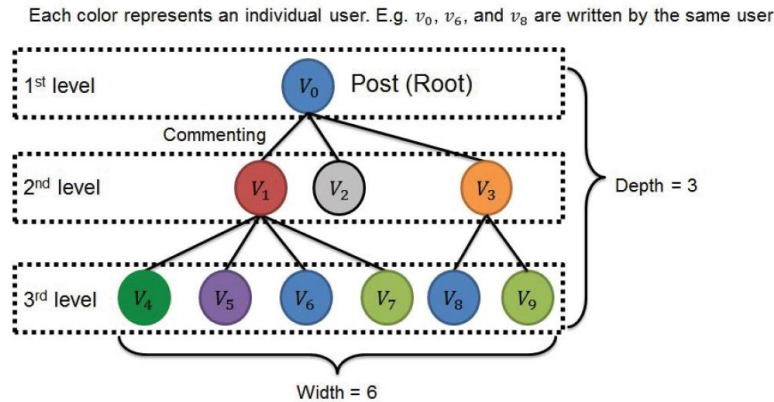 Each color represents an individual user. E.g. v₀, v₆, and v₈ are written by the same user
1st level
V₀
Post (Root)
Commenting
2nd level
V₁
V₂
V₃
Depth = 3
3rd level
V₄
V₅
V₆
V₇
V₈
V₉
Width = 6